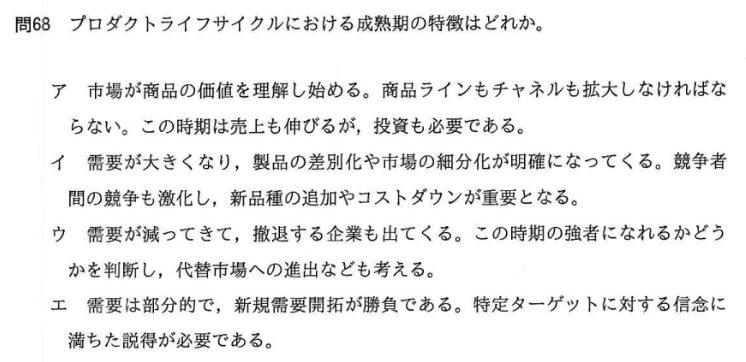 問68 プロダクトライフサイクルにおける成熟期の特徴はどれか。
ア 市場が商品の価値を理解し始める。商品ラインもチャネルも拡大しなければな
らない。この時期は売上も伸びるが，投資も必要である。
イ 需要が大きくなり，製品の差別化や市場の細分化が明確になってくる。競争者
間の競争も激化し，新品種の追加やコストダウンが重要となる。
ウ 需要が減ってきて，撤退する企業も出てくる。この時期の強者になれるかどう
かを判断し，代替市場への進出なども考える。
エ 需要は部分的で，新規需要開拓が勝負である。特定ターゲットに対する信念に
満ちた説得が必要である。